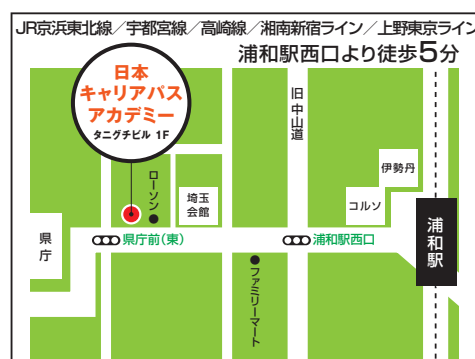 JR京浜東北線／宇都宮線／高崎線／湘南新宿ライン／上野東京ライン
浦和駅西口より徒歩5分
日本
キャリアパス
アカデミー
タニグチビル 1F
旧中山道
伊勢丹
ローソン
埼玉
会館
コルソ
浦和駅
県庁
県庁前(東)
浦和駅西口
ファミリーマート